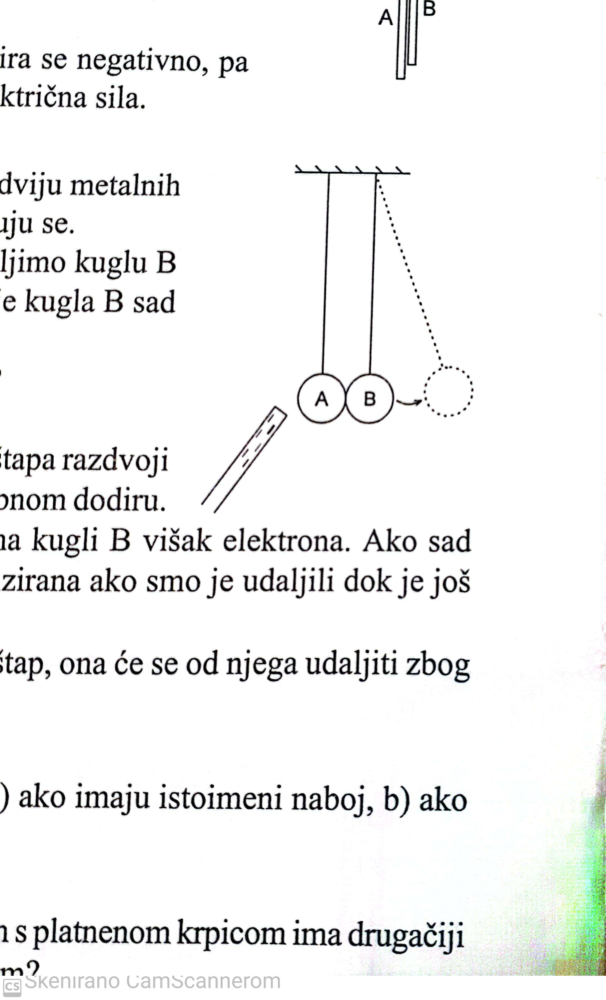 A
B
ira se negativno, pa
ktrična sila.
dviju metalnih
uju se.
ljimo kuglu B
e kugla B sad
A
B
štapa razdvoji
onom dodiru.
na kugli B višak elektrona. Ako sad
zirana ako smo je udaljili dok je još
štap, ona će se od njega udaljiti zbog
) ako imaju istoimeni naboj, b) ako
s platnenom krpicom ima drugačiji
m?
CS Skenirano CamScannerom